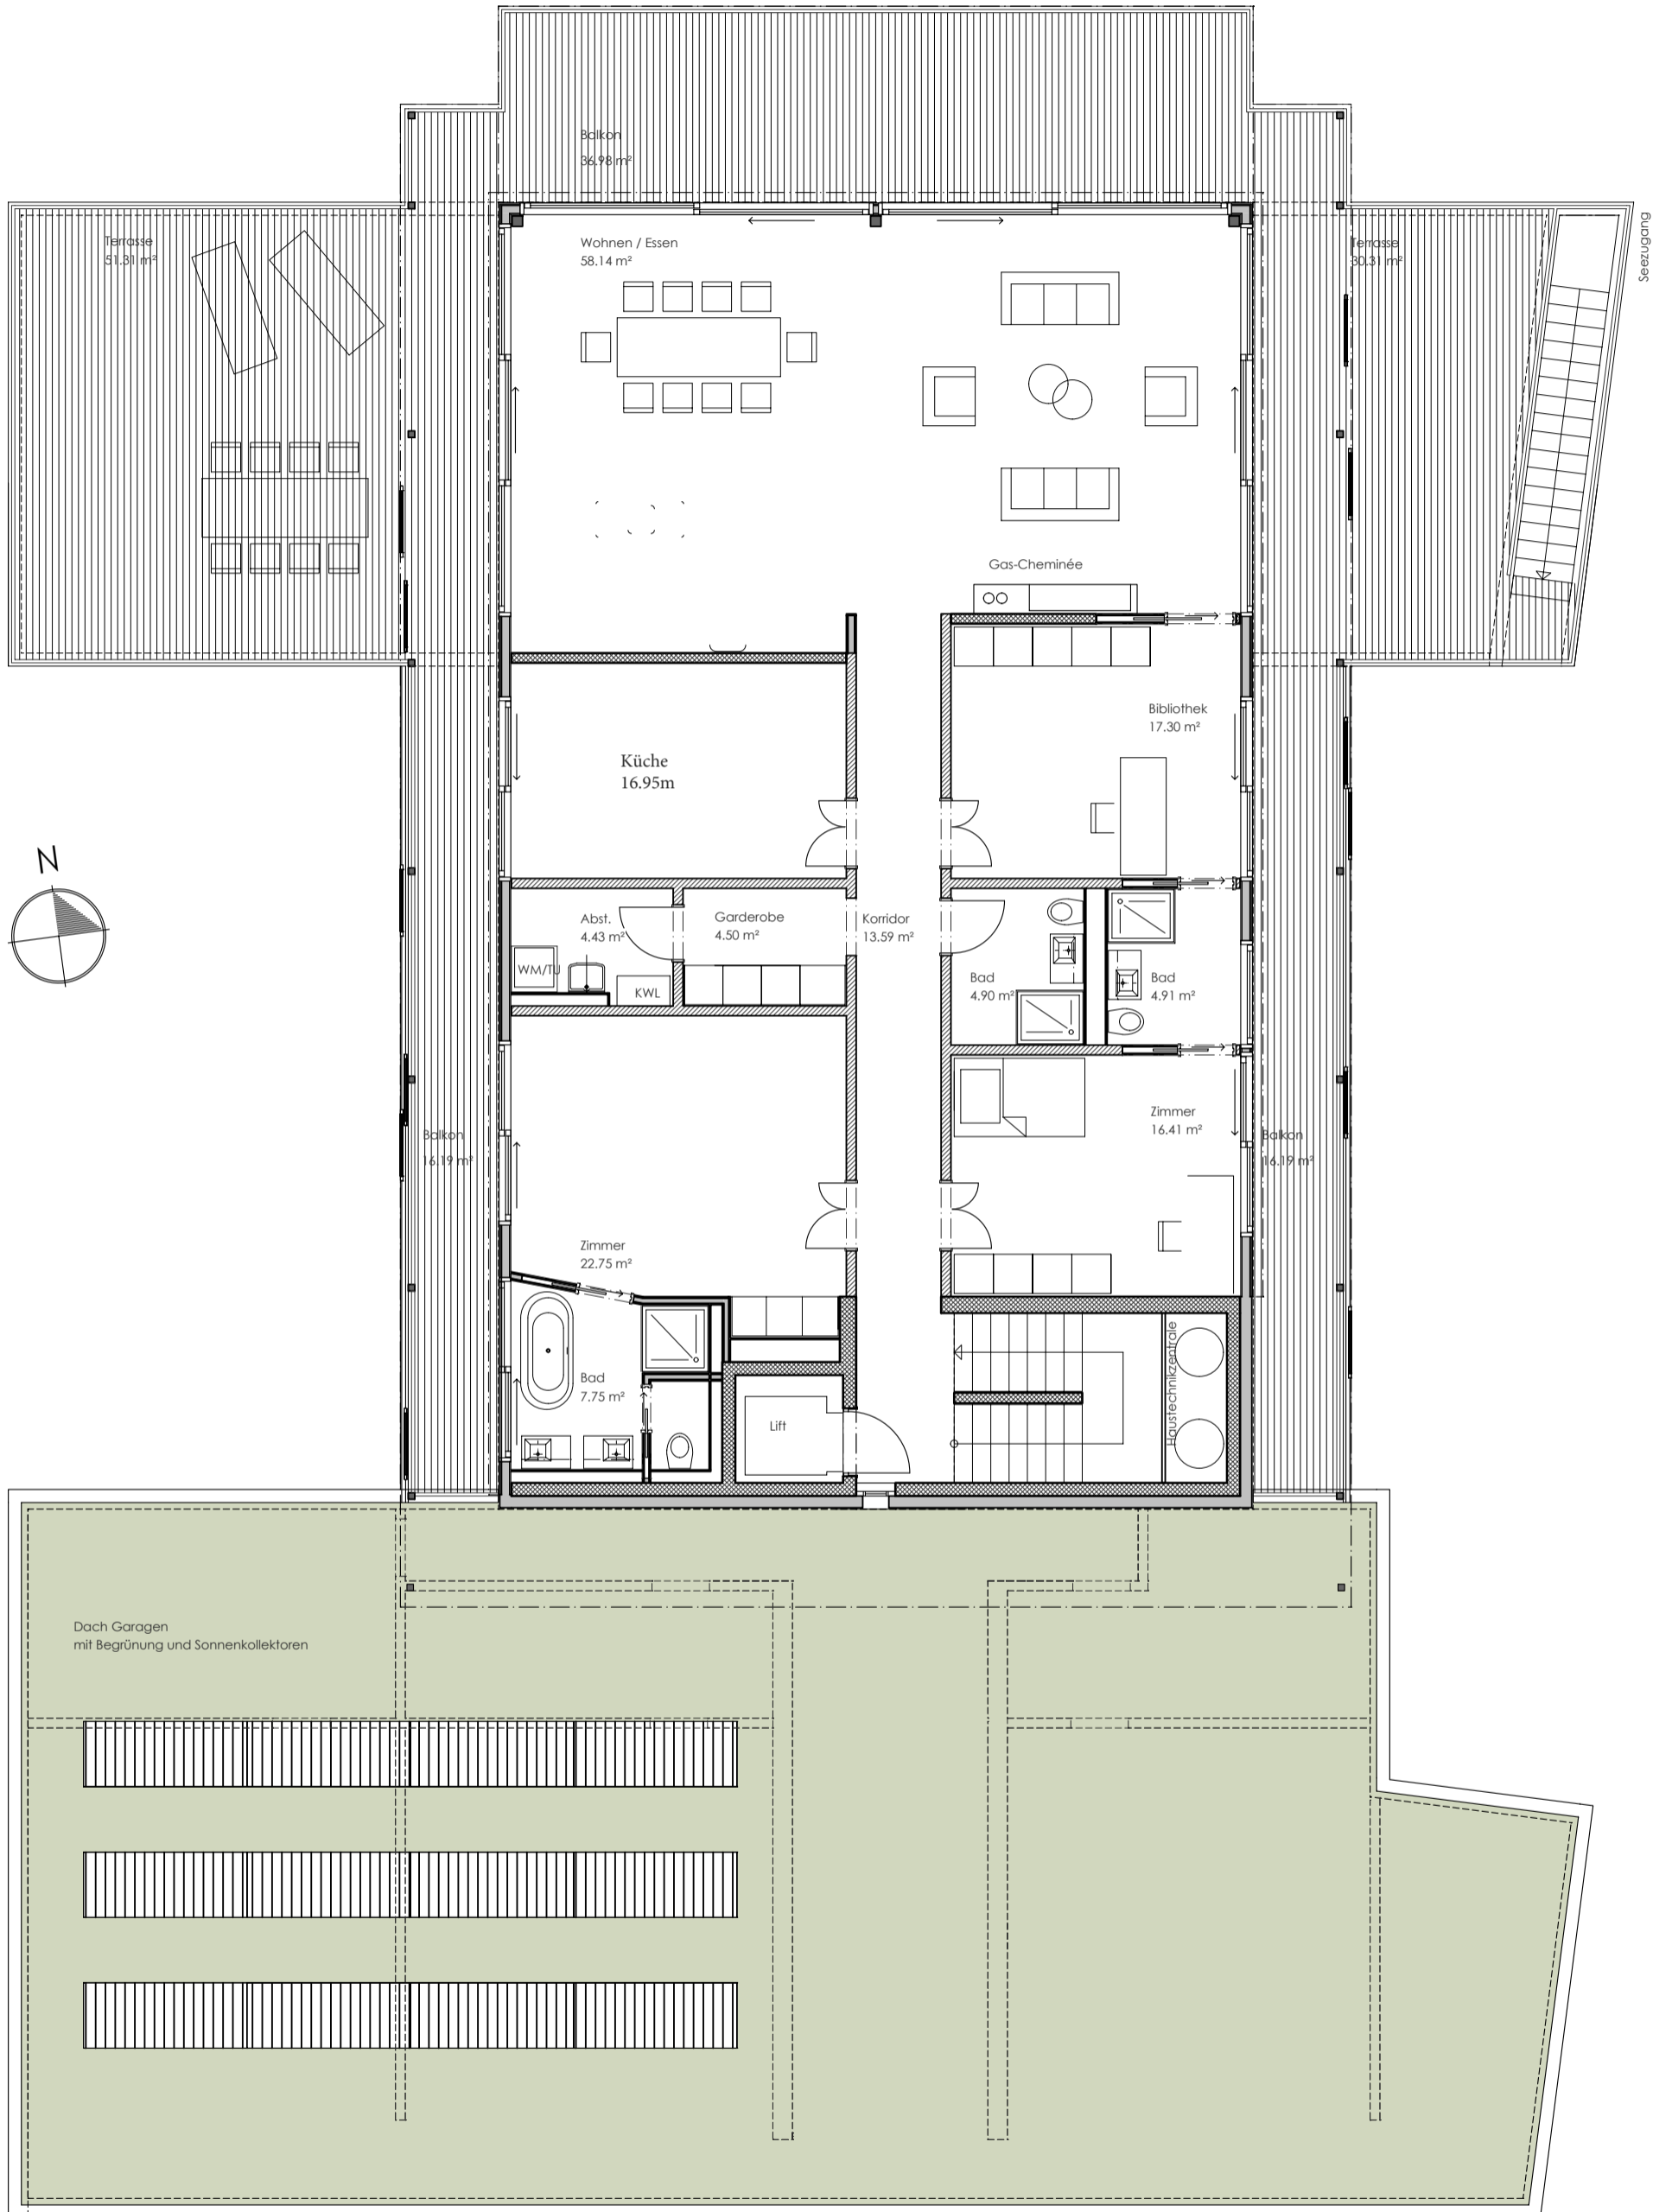 Balkon
36.98 m²
Terrasse
51.31 m²
Wohnen / Essen
58.14 m²
Terrasse
30.31 m²
Seezugang
Gas-Cheminée
Bibliothek
17.30 m²
Küche
16.95m
N
Abst.
4.43 m²
Garderobe
4.50 m²
Korridor
13.59 m²
WM/TU
KWL
Bad
4.90 m²
Bad
4.91 m²
Balkon
16.19 m²
Zimmer
16.41 m²
Balkon
16.19 m²
Zimmer
22.75 m²
Bad
7.75 m²
Lift
Haustechnikzentrale
Dach Garagen
mit Begrünung und Sonnenkollektoren